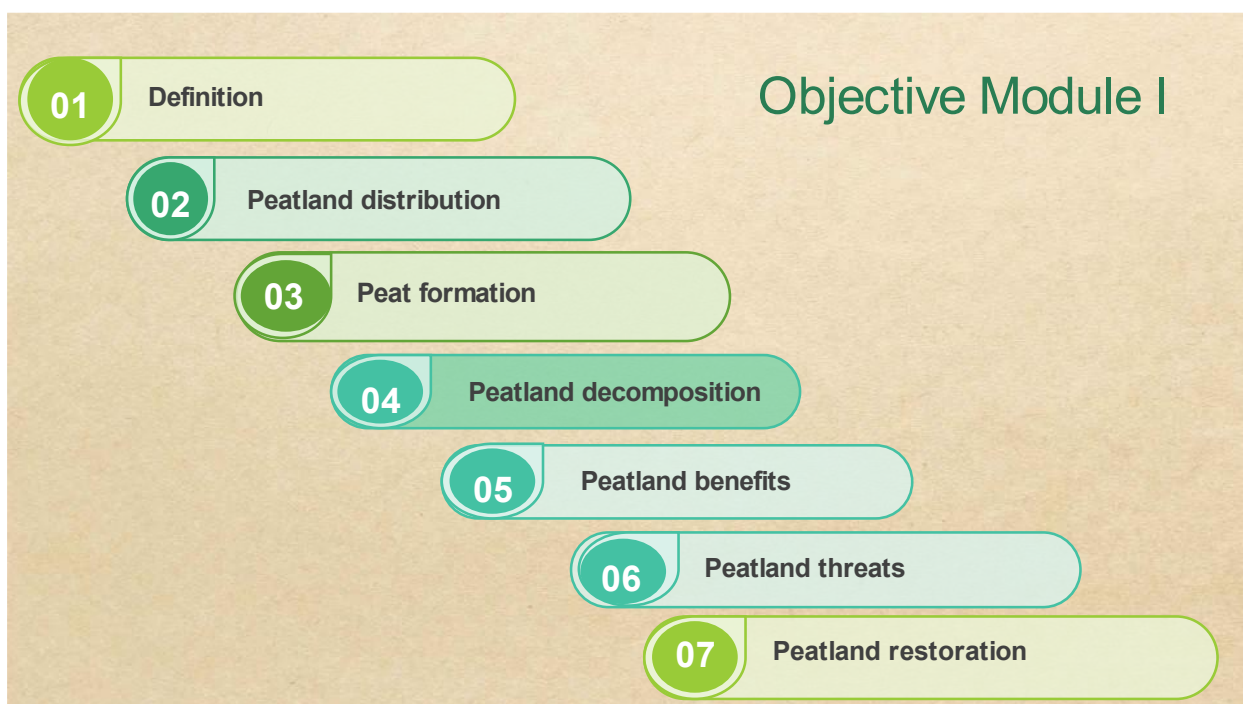 Objective Module I
01 Definition
02 Peatland distribution
03 Peat formation
04 Peatland decomposition
05 Peatland benefits
06 Peatland threats
07 Peatland restoration